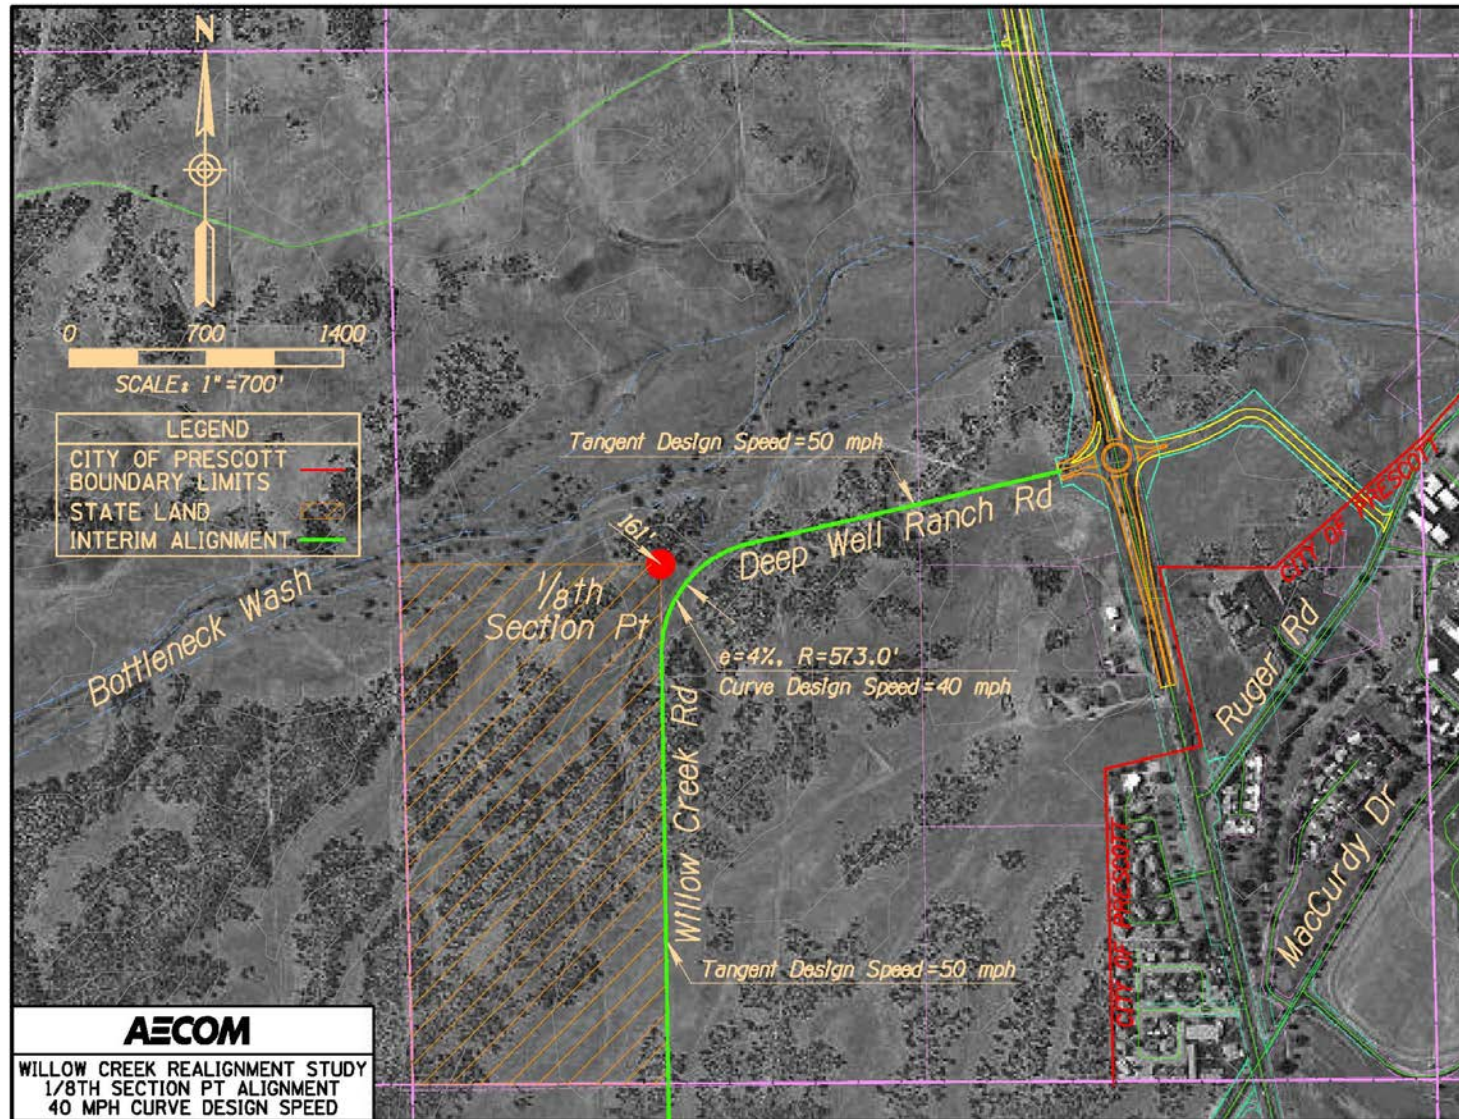 N
0 700 1400
SCALE: 1"=700'
LEGEND
CITY OF PRESCOTT
BOUNDARY LIMITS
STATE LAND
INTERIM ALIGNMENT
Tangent Design Speed=50 mph
Deep Well Ranch Rd
161'
1/8th
Section Pt
Bottleneck Wash
e=4%, R=573.0'
Curve Design Speed=40 mph
Willow Creek Rd
Tangent Design Speed=50 mph
CITY OF PRESCOTT
Ruger Rd
CITY OF PRESCOTT
MacCurdy Dr
AECOM
WILLOW CREEK REALIGNMENT STUDY
1/8TH SECTION PT ALIGNMENT
40 MPH CURVE DESIGN SPEED